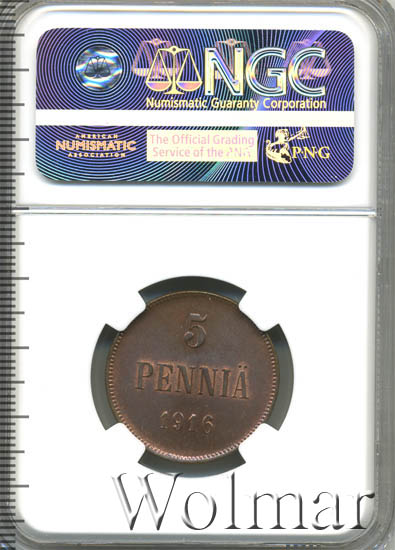 NGC
Numismatic Guaranty Corporation
AMERICAN
NUMISMATIC
ASSOCIATION
The Official Grading
Service of the PNG
PNG
5
PENNIÄ
1916
Wolmar